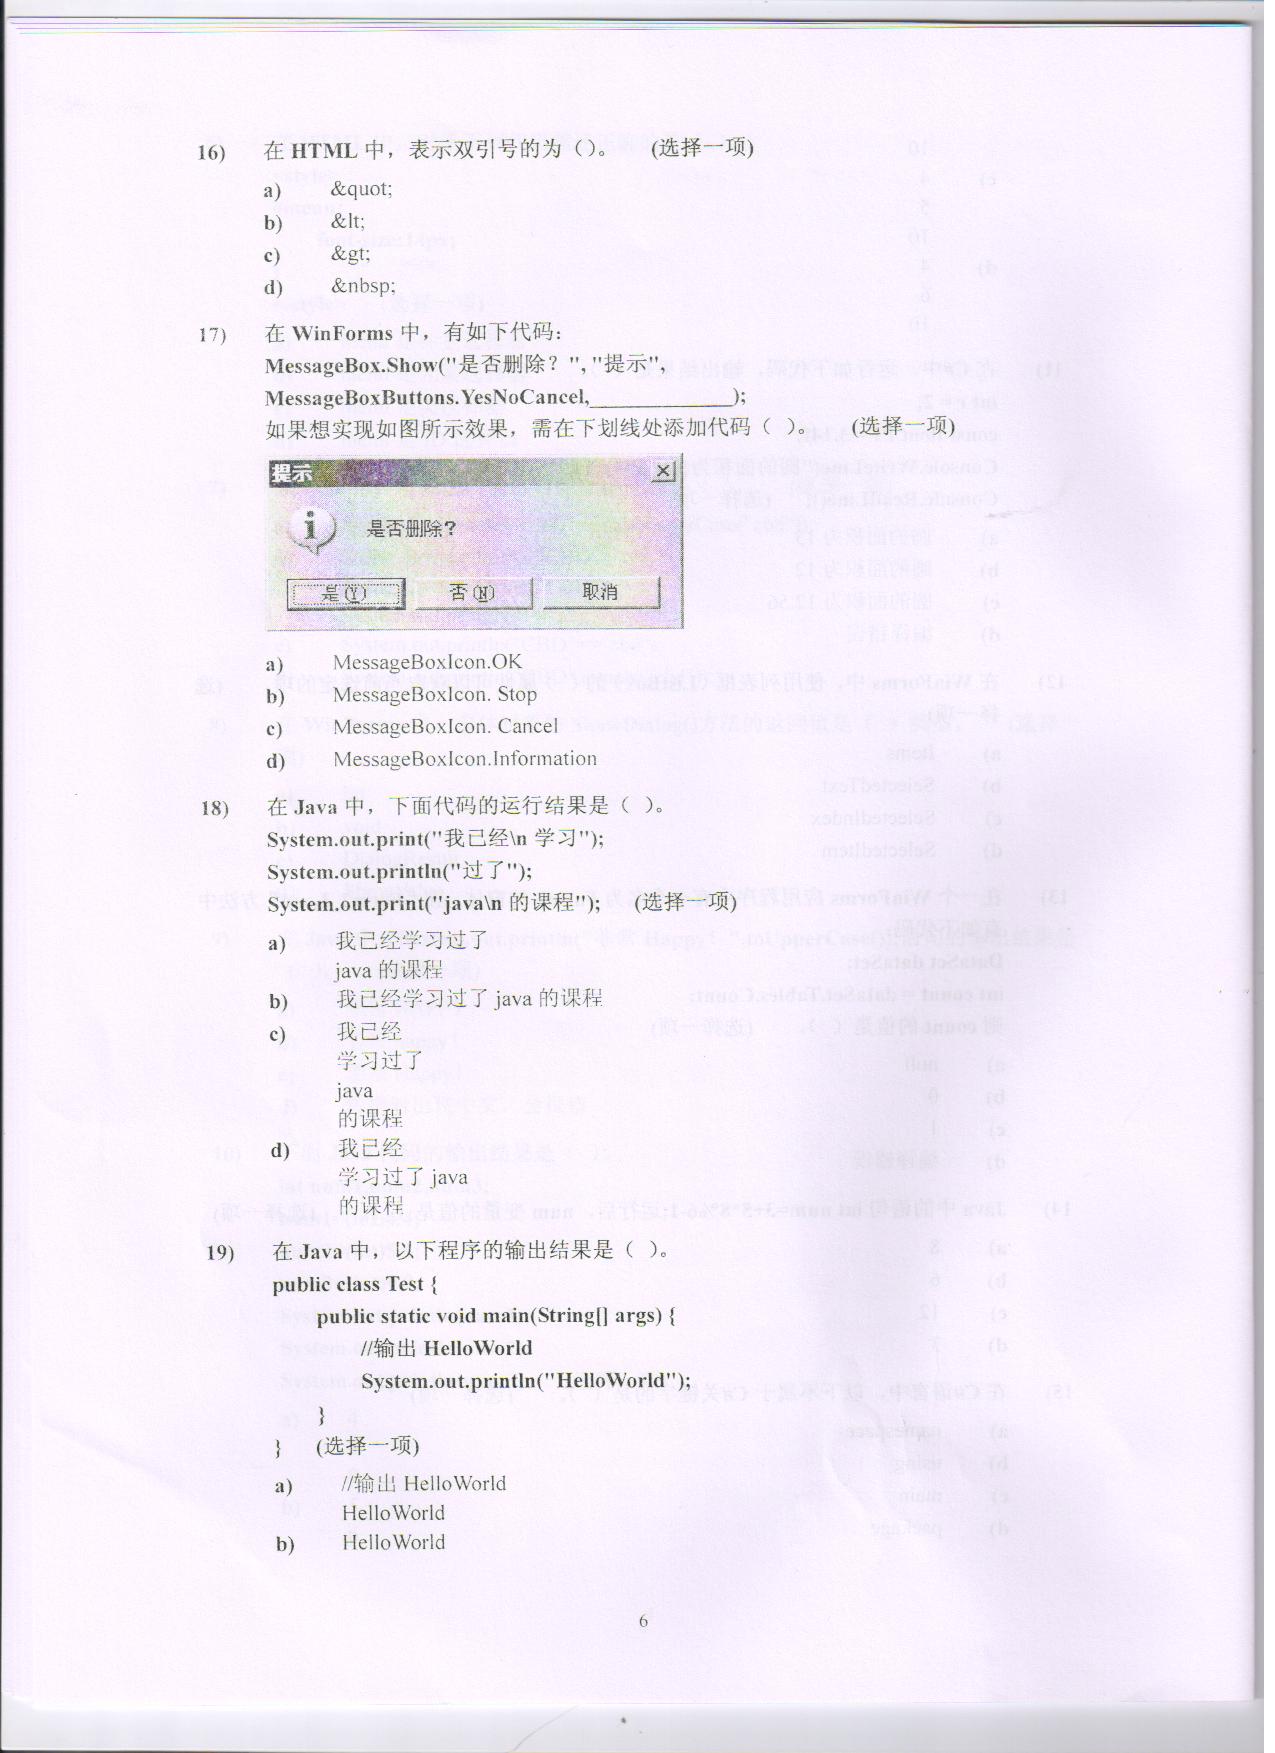 16) 在 HTML 中，表示双引号的为（）。 (选择一项)
a) &quot;
b) &lt;
c) &gt;
d) &nbsp;
17) 在 WinForms 中，有如下代码：
MessageBox.Show("是否删除？", "提示",
MessageBoxButtons.YesNoCancel,_____________);
如果想实现如图所示效果，需在下划线处添加代码（ ）。 (选择一项)
提示
是否删除?
是(Y) 否(N) 取消
a) MessageBoxIcon.OK
b) MessageBoxIcon. Stop
c) MessageBoxIcon. Cancel
d) MessageBoxIcon.Information
18) 在 Java 中，下面代码的运行结果是（ ）。
System.out.print("我已经\n 学习");
System.out.println("过了");
System.out.print("java\n 的课程"); (选择一项)
a) 我已经学习过了
java 的课程
b) 我已经学习过了 java 的课程
c) 我已经
学习过了
java
的课程
d) 我已经
学习过了 java
的课程
19) 在 Java 中，以下程序的输出结果是（ ）。
public class Test {
public static void main(String[] args) {
//输出 HelloWorld
System.out.println("HelloWorld");
}
} (选择一项)
a) //输出 HelloWorld
HelloWorld
b) HelloWorld
6